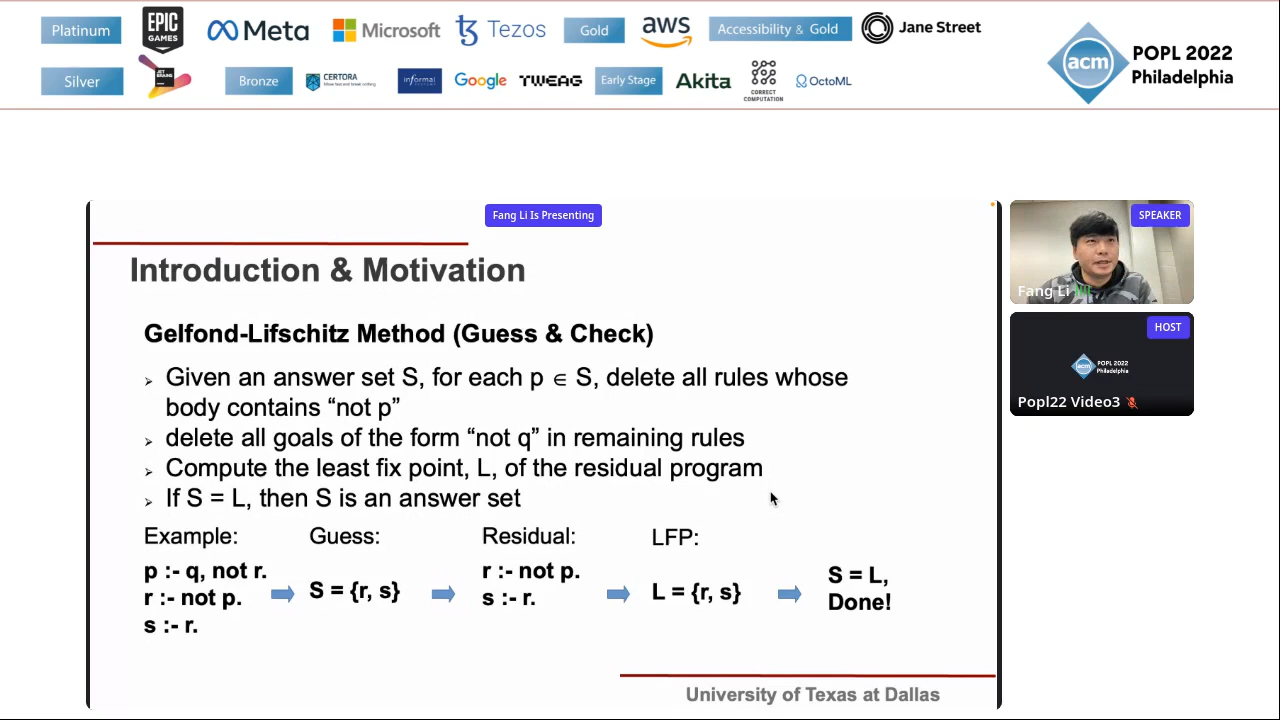 Platinum
EPIC GAMES
Meta
Microsoft
Tezos
Gold
aws
Accessibility & Gold
Jane Street
Silver
JET BRAINS
Bronze
CERTORA
informal
Google
TWEAG
Early Stage
Akita
CORRECT COMPUTATION
OctoML
acm
POPL 2022
Philadelphia
Fang Li Is Presenting
Introduction & Motivation
Gelfond-Lifschitz Method (Guess & Check)
➢ Given an answer set S, for each p ∈ S, delete all rules whose
body contains “not p”
➢ delete all goals of the form “not q” in remaining rules
➢ Compute the least fix point, L, of the residual program
➢ If S = L, then S is an answer set
Example:
p :- q, not r.
r :- not p.
s :- r.
Guess:
S = {r, s}
Residual:
r :- not p.
s :- r.
LFP:
L = {r, s}
S = L,
Done!
University of Texas at Dallas
SPEAKER
Fang Li
HOST
acm
POPL 2022
Philadelphia
Popl22 Video3